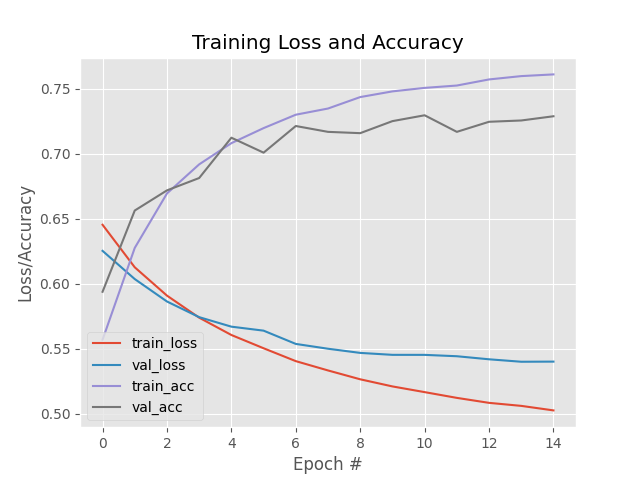 Training Loss and Accuracy
Loss/Accuracy
0.75
0.70
0.65
0.60
0.55
0.50
train_loss
val_loss
train_acc
val_acc
0 2 4 6 8 10 12 14
Epoch #